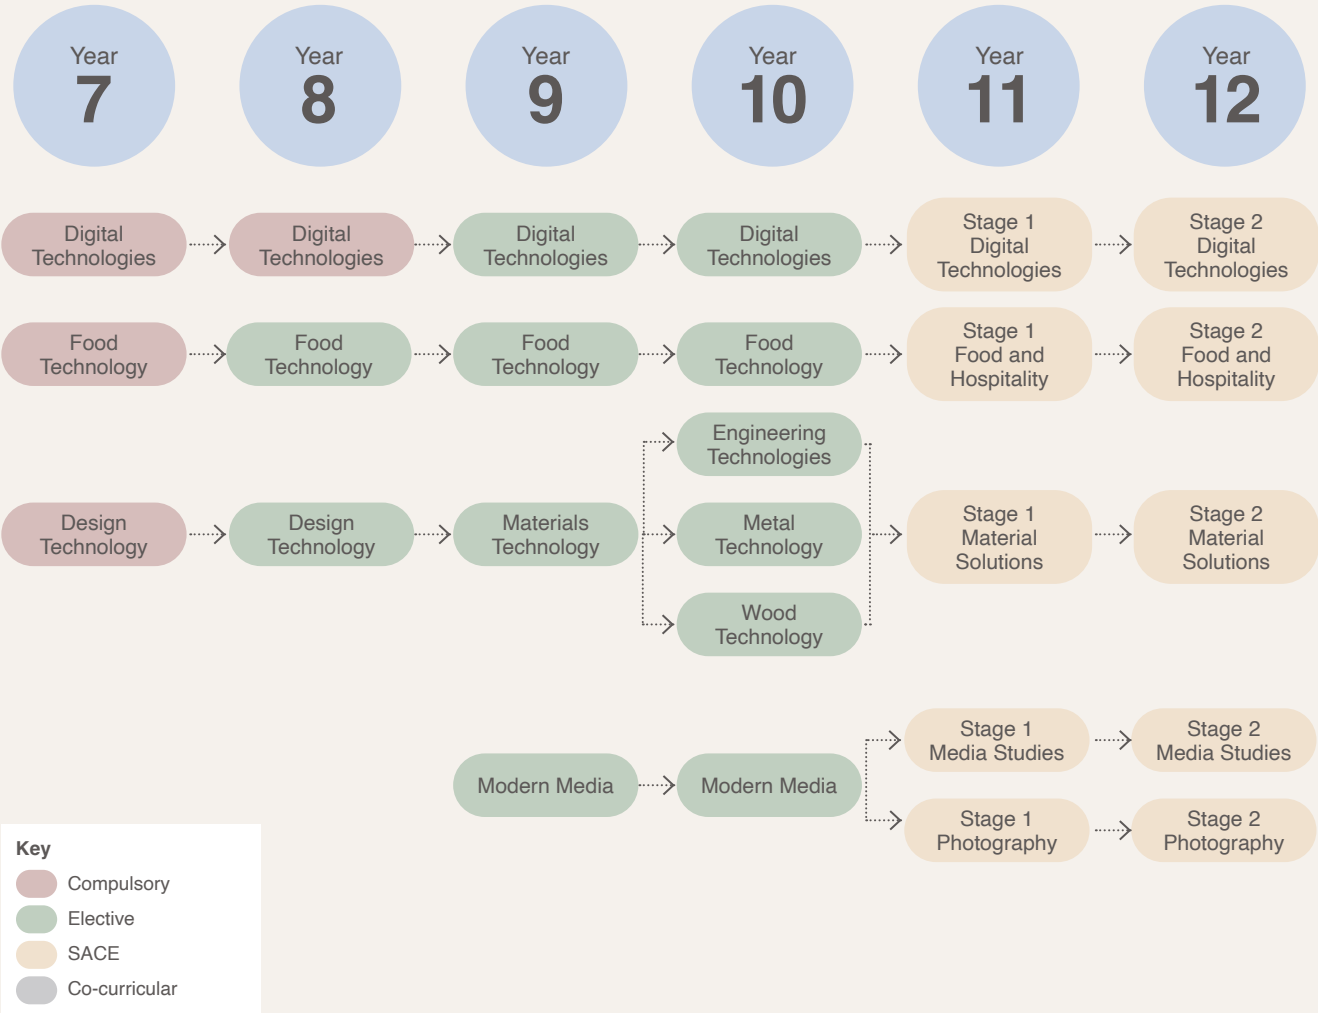 Year
7
Year
8
Year
9
Year
10
Year
11
Year
12
Digital
Technologies
Digital
Technologies
Digital
Technologies
Digital
Technologies
Stage 1
Digital
Technologies
Stage 2
Digital
Technologies
Food
Technology
Food
Technology
Food
Technology
Food
Technology
Stage 1
Food and
Hospitality
Stage 2
Food and
Hospitality
Design
Technology
Design
Technology
Materials
Technology
Engineering
Technologies
Metal
Technology
Wood
Technology
Stage 1
Material
Solutions
Stage 2
Material
Solutions
Modern Media
Modern Media
Stage 1
Media Studies
Stage 2
Media Studies
Stage 1
Photography
Stage 2
Photography
Key
Compulsory
Elective
SACE
Co-curricular